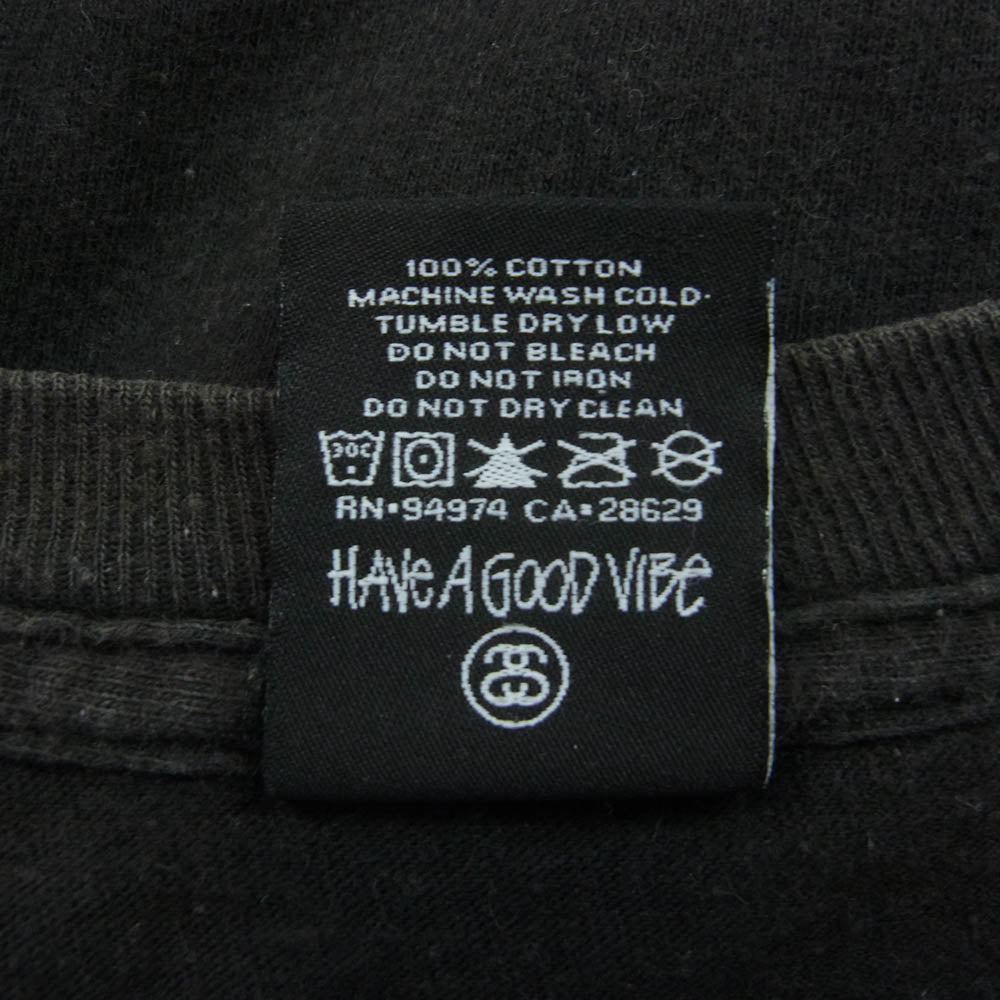 100% COTTON
MACHINE WASH COLD·
TUMBLE DRY LOW
DO NOT BLEACH
DO NOT IRON
DO NOT DRY CLEAN
30C
RN·94974 CA·28629
HAVE A GOOD VIBE